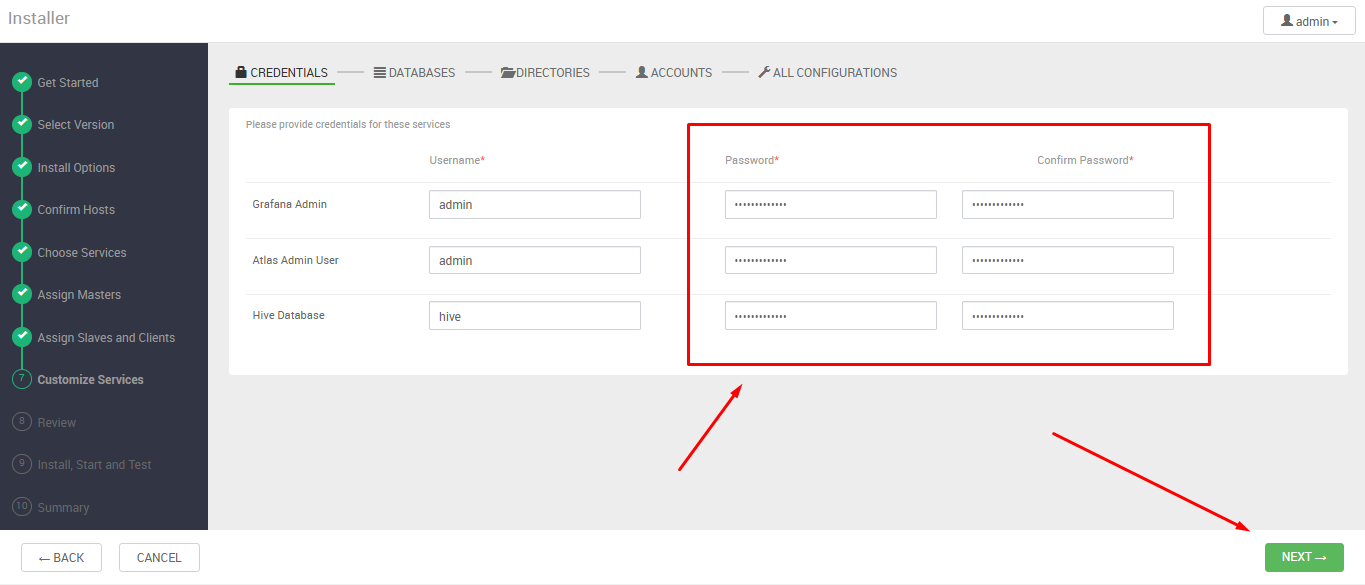 Installer
admin
Get Started
Select Version
Install Options
Confirm Hosts
Choose Services
Assign Masters
Assign Slaves and Clients
7 Customize Services
8 Review
9 Install, Start and Test
10 Summary
CREDENTIALS DATABASES DIRECTORIES ACCOUNTS ALL CONFIGURATIONS
Please provide credentials for these services
Username* Password* Confirm Password*
Grafana Admin admin ••••••••••••• •••••••••••••
Atlas Admin User admin ••••••••••••• •••••••••••••
Hive Database hive ••••••••••••• •••••••••••••
← BACK CANCEL NEXT →